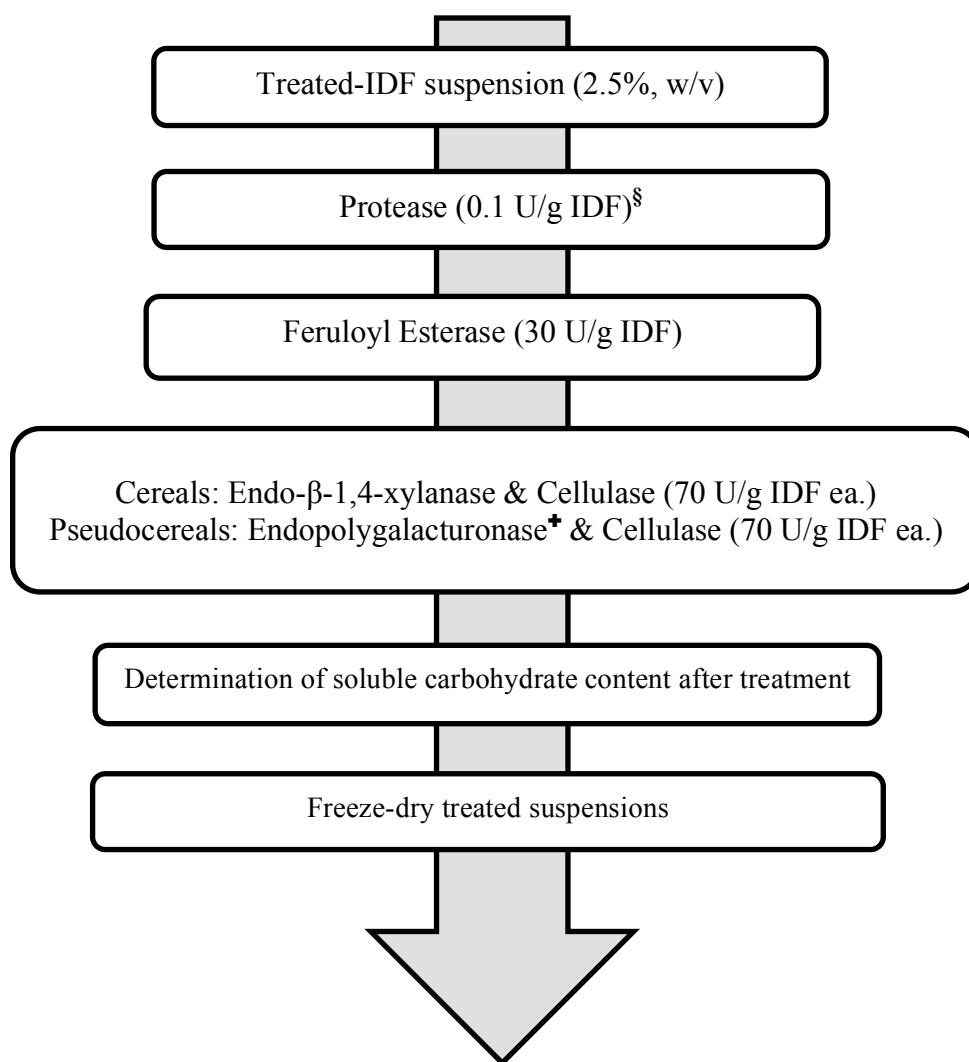 Treated-IDF suspension (2.5%, w/v)
Protease (0.1 U/g IDF)§
Feruloyl Esterase (30 U/g IDF)
Cereals: Endo-β-1,4-xylanase & Cellulase (70 U/g IDF ea.)
Pseudocereals: Endopolygalacturonase✚ & Cellulase (70 U/g IDF ea.)
Determination of soluble carbohydrate content after treatment
Freeze-dry treated suspensions